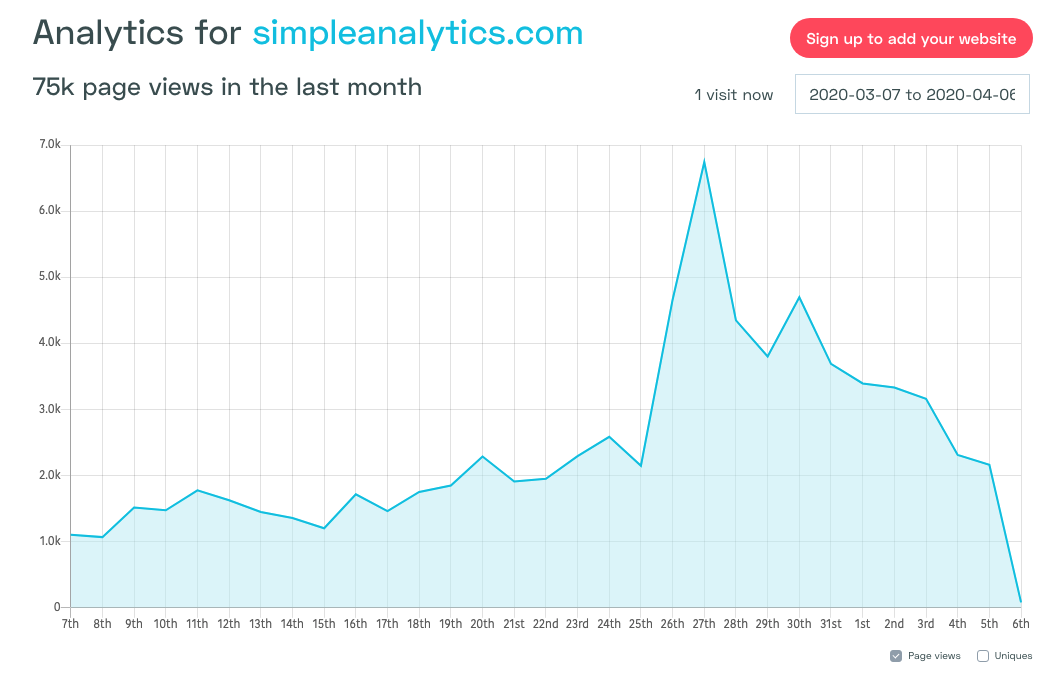 Analytics for simpleanalytics.com
Sign up to add your website
75k page views in the last month
1 visit now
2020-03-07 to 2020-04-06
7.0k
6.0k
5.0k
4.0k
3.0k
2.0k
1.0k
0
7th 8th 9th 10th 11th 12th 13th 14th 15th 16th 17th 18th 19th 20th 21st 22nd 23rd 24th 25th 26th 27th 28th 29th 30th 31st 1st 2nd 3rd 4th 5th 6th
Page views Uniques